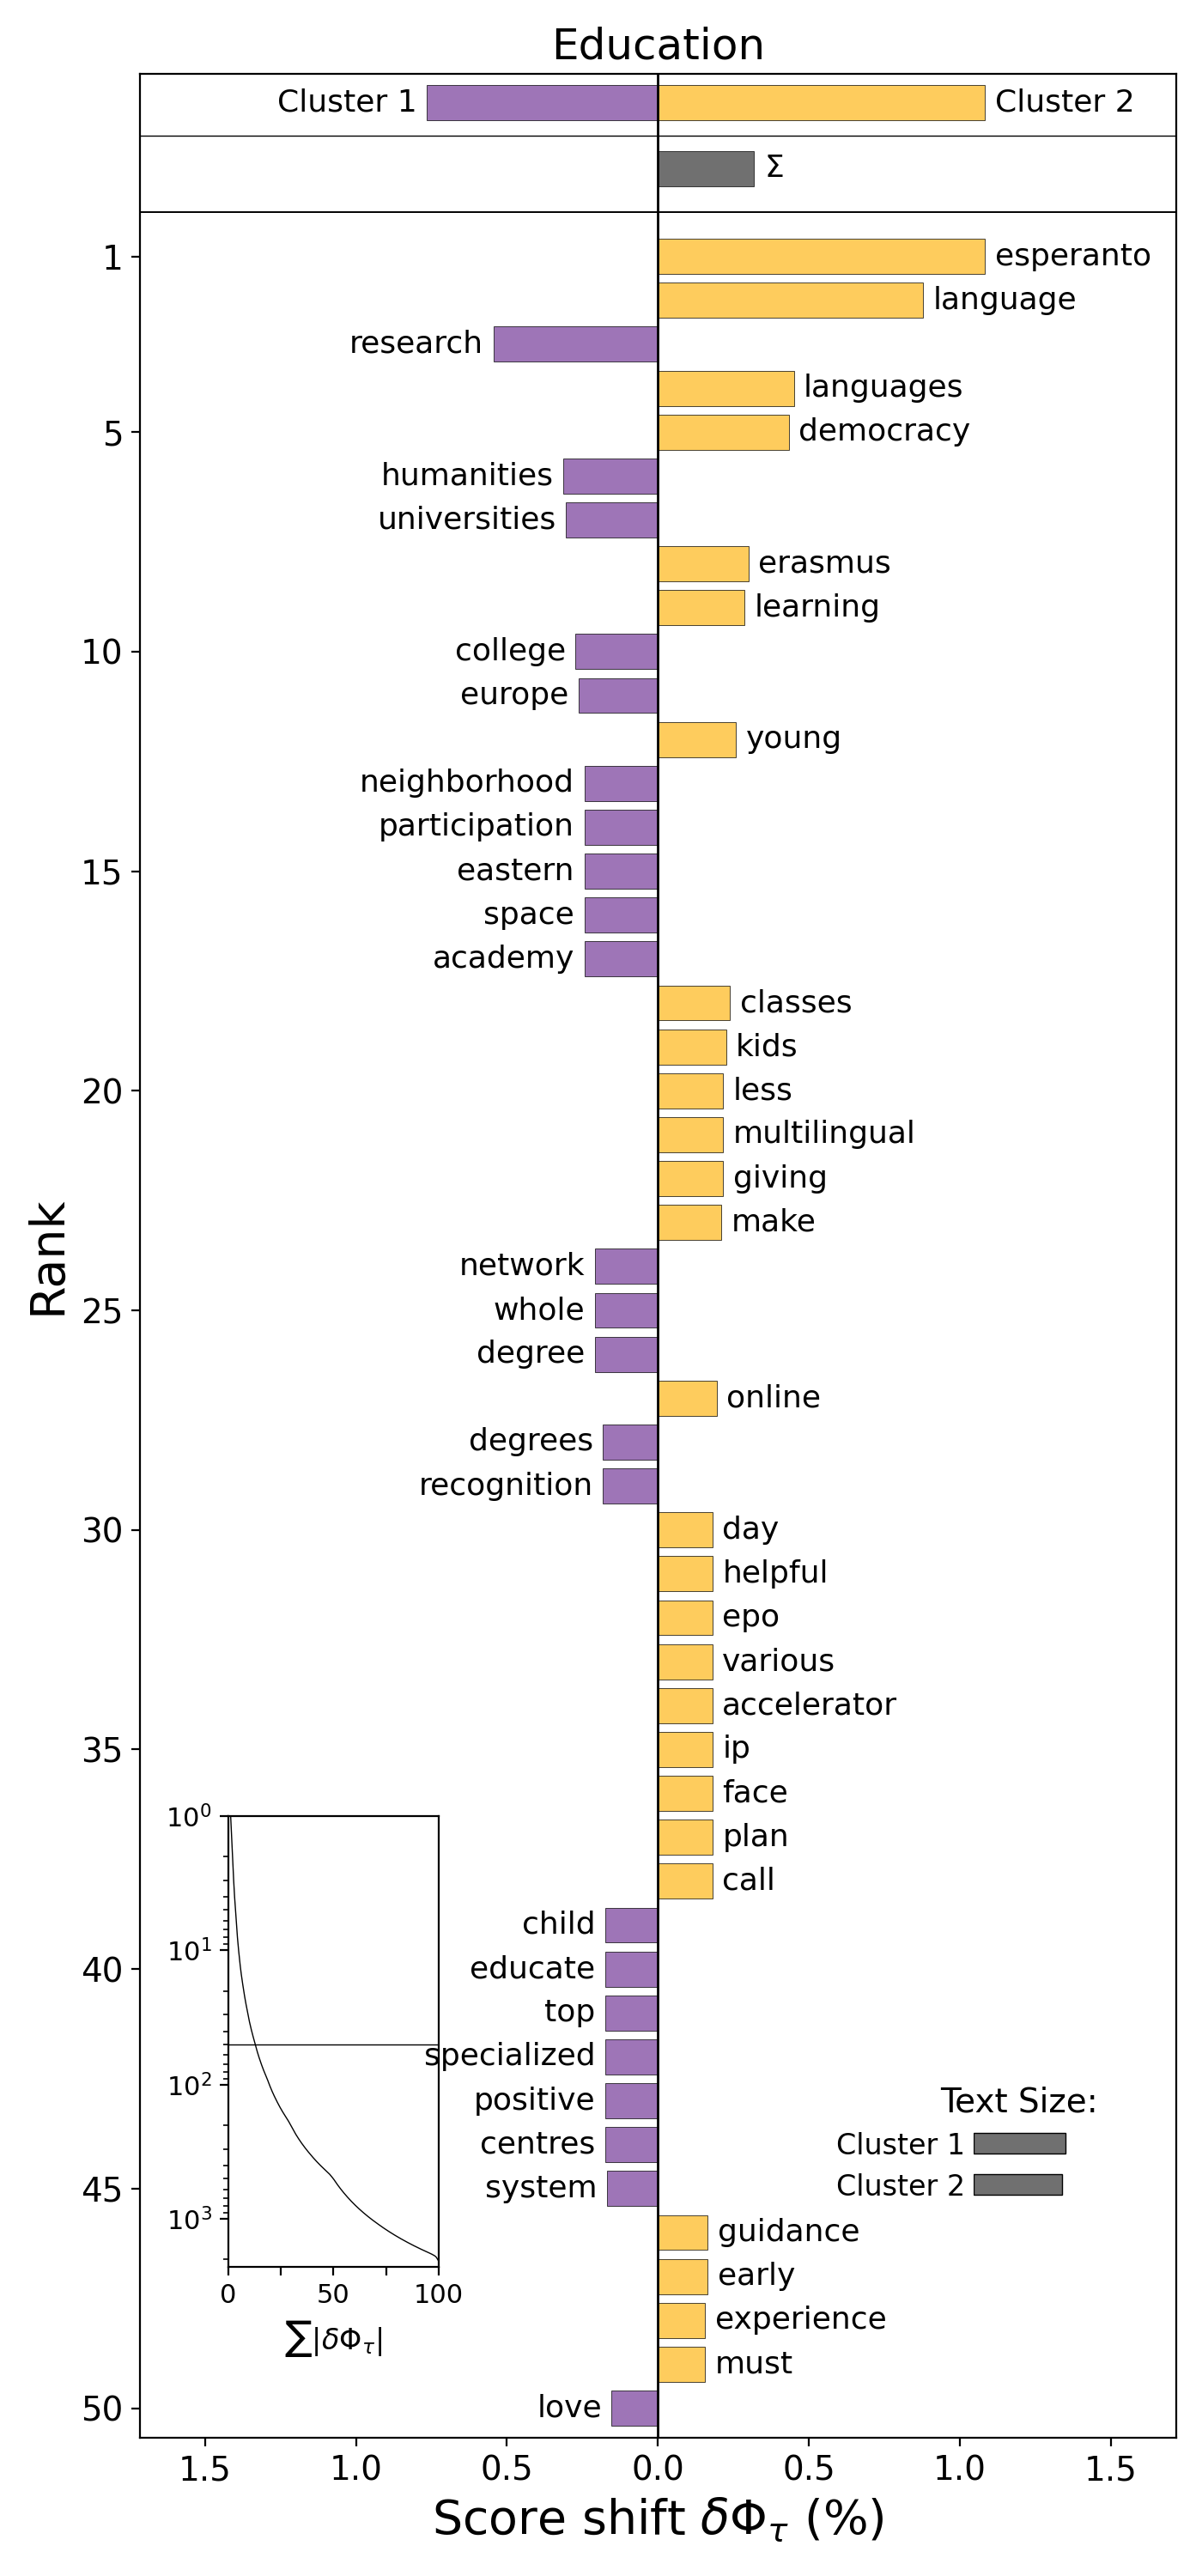 Education
Cluster 1 Cluster 2
Σ
1 esperanto
language
research
languages
5 democracy
humanities
universities
erasmus
learning
10 college
europe
young
neighborhood
participation
15 eastern
space
academy
classes
kids
20 less
multilingual
giving
make
network
25 whole
degree
online
degrees
recognition
30 day
helpful
epo
various
accelerator
35 ip
face
plan
call
child
40 educate
top
specialized
positive
centres
45 system
guidance
early
experience
must
50 love
Rank
10⁰
10¹
10²
10³
0 50 100
∑|δΦτ|
Text Size:
Cluster 1
Cluster 2
1.5 1.0 0.5 0.0 0.5 1.0 1.5
Score shift δΦτ (%)